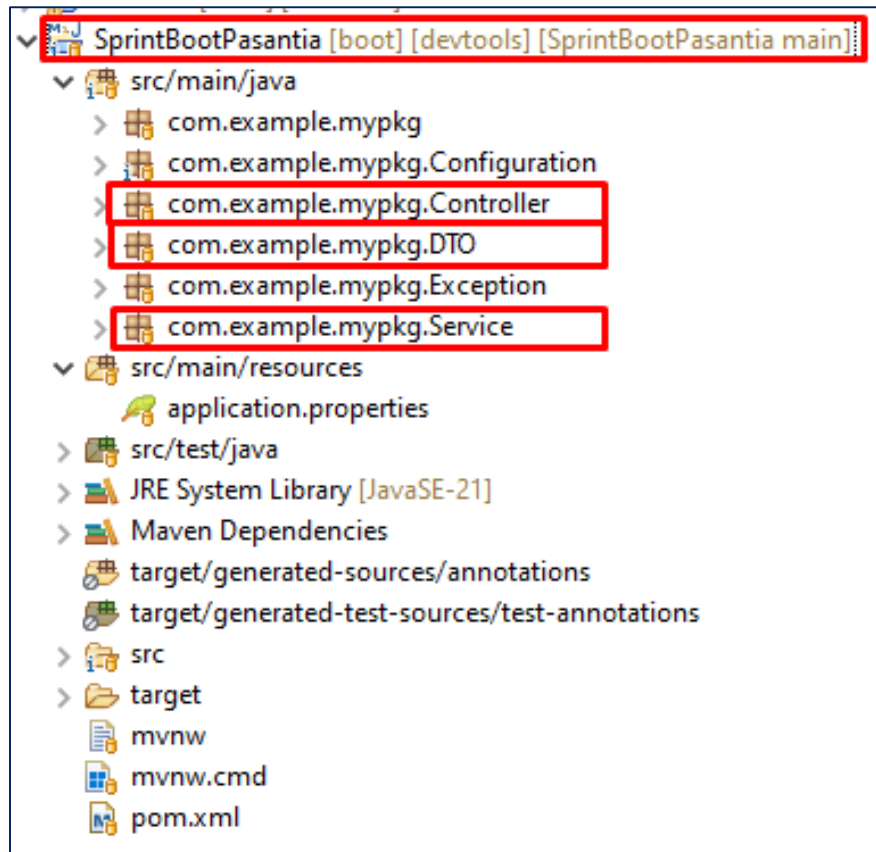 SprintBootPasantia [boot] [devtools] [SprintBootPasantia main]
src/main/java
com.example.mypkg
com.example.mypkg.Configuration
com.example.mypkg.Controller
com.example.mypkg.DTO
com.example.mypkg.Exception
com.example.mypkg.Service
src/main/resources
application.properties
src/test/java
JRE System Library [JavaSE-21]
Maven Dependencies
target/generated-sources/annotations
target/generated-test-sources/test-annotations
src
target
mvnw
mvnw.cmd
pom.xml